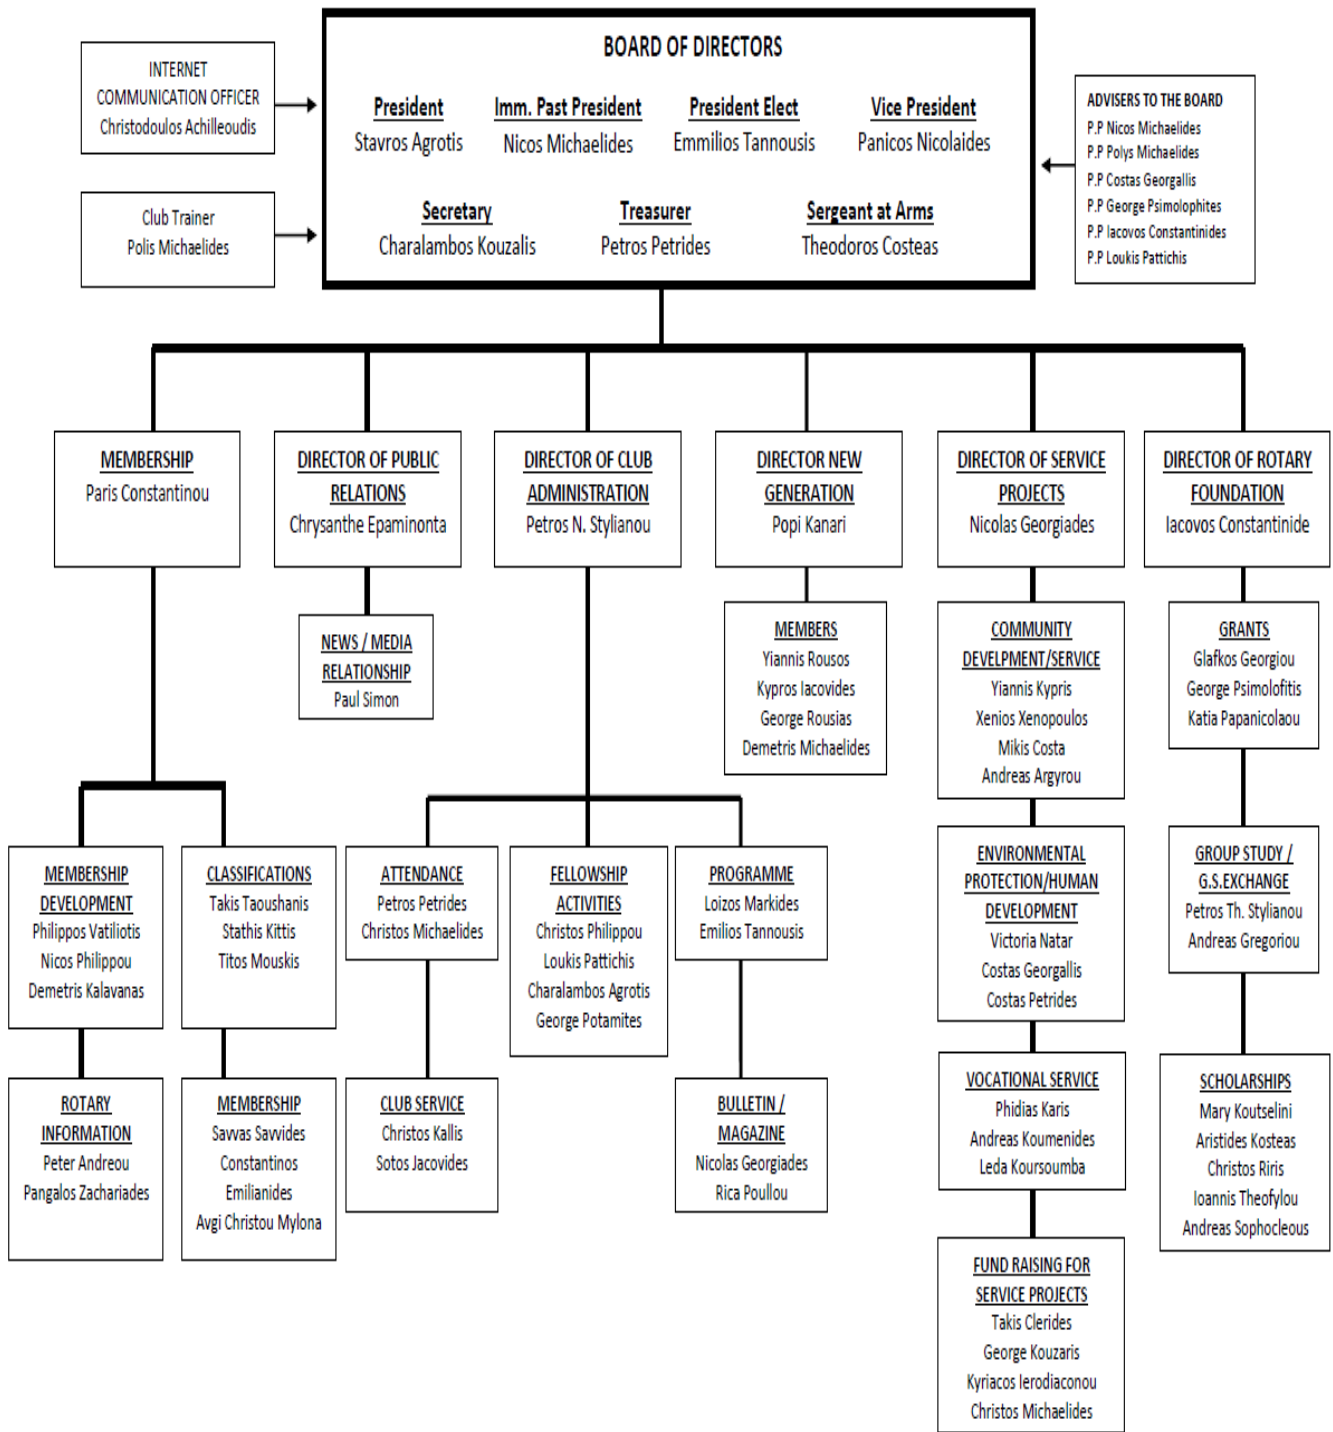 INTERNET
COMMUNICATION OFFICER
Christodoulos Achilleoudis
Club Trainer
Polis Michaelides
BOARD OF DIRECTORS
President
Stavros Agrotis
Imm. Past President
Nicos Michaelides
President Elect
Emmilios Tannousis
Vice President
Panicos Nicolaides
Secretary
Charalambos Kouzalis
Treasurer
Petros Petrides
Sergeant at Arms
Theodoros Costeas
ADVISERS TO THE BOARD
P.P Nicos Michaelides
P.P Polys Michaelides
P.P Costas Georgallis
P.P George Psimolophites
P.P Iacovos Constantinides
P.P Loukis Pattichis
MEMBERSHIP
Paris Constantinou
DIRECTOR OF PUBLIC
RELATIONS
Chrysanthe Epaminonta
DIRECTOR OF CLUB
ADMINISTRATION
Petros N. Stylianou
DIRECTOR NEW
GENERATION
Popi Kanari
DIRECTOR OF SERVICE
PROJECTS
Nicolas Georgiades
DIRECTOR OF ROTARY
FOUNDATION
Iacovos Constantinide
NEWS / MEDIA
RELATIONSHIP
Paul Simon
MEMBERS
Yiannis Rousos
Kypros Iacovides
George Rousias
Demetris Michaelides
COMMUNITY
DEVELPMENT/SERVICE
Yiannis Kypris
Xenios Xenopoulos
Mikis Costa
Andreas Argyrou
GRANTS
Glafkos Georgiou
George Psimolofitis
Katia Papanicolaou
MEMBERSHIP
DEVELOPMENT
Philippos Vatiliotis
Nicos Philippou
Demetris Kalavanas
CLASSIFICATIONS
Takis Taoushanis
Stathis Kittis
Titos Mouskis
ATTENDANCE
Petros Petrides
Christos Michaelides
FELLOWSHIP
ACTIVITIES
Christos Philippou
Loukis Pattichis
Charalambos Agrotis
George Potamites
PROGRAMME
Loizos Markides
Emilios Tannousis
ENVIRONMENTAL
PROTECTION/HUMAN
DEVELOPMENT
Victoria Natar
Costas Georgallis
Costas Petrides
GROUP STUDY /
G.S.EXCHANGE
Petros Th. Stylianou
Andreas Gregoriou
ROTARY
INFORMATION
Peter Andreou
Pangalos Zachariades
MEMBERSHIP
Savvas Savvides
Constantinos
Emilianides
Avgi Christou Mylona
CLUB SERVICE
Christos Kallis
Sotos Jacovides
BULLETIN /
MAGAZINE
Nicolas Georgiades
Rica Poullou
VOCATIONAL SERVICE
Phidias Karis
Andreas Koumenides
Leda Koursoumba
SCHOLARSHIPS
Mary Koutselini
Aristides Kosteas
Christos Riris
Ioannis Theofylou
Andreas Sophocleous
FUND RAISING FOR
SERVICE PROJECTS
Takis Clerides
George Kouzaris
Kyriacos Ierodiaconou
Christos Michaelides